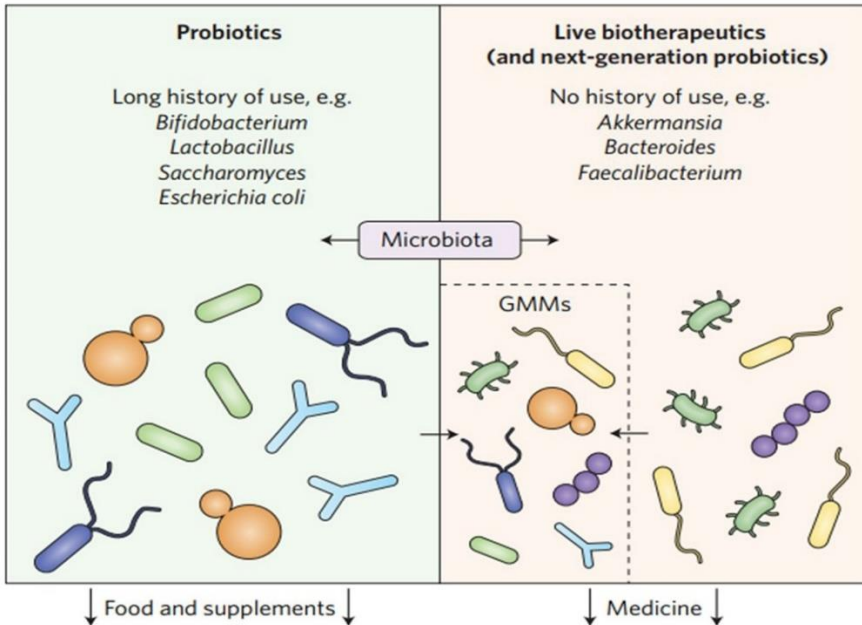 Probiotics
Long history of use, e.g.
Bifidobacterium
Lactobacillus
Saccharomyces
Escherichia coli
Live biotherapeutics
(and next-generation probiotics)
No history of use, e.g.
Akkermansia
Bacteroides
Faecalibacterium
Microbiota
GMMs
Food and supplements
Medicine